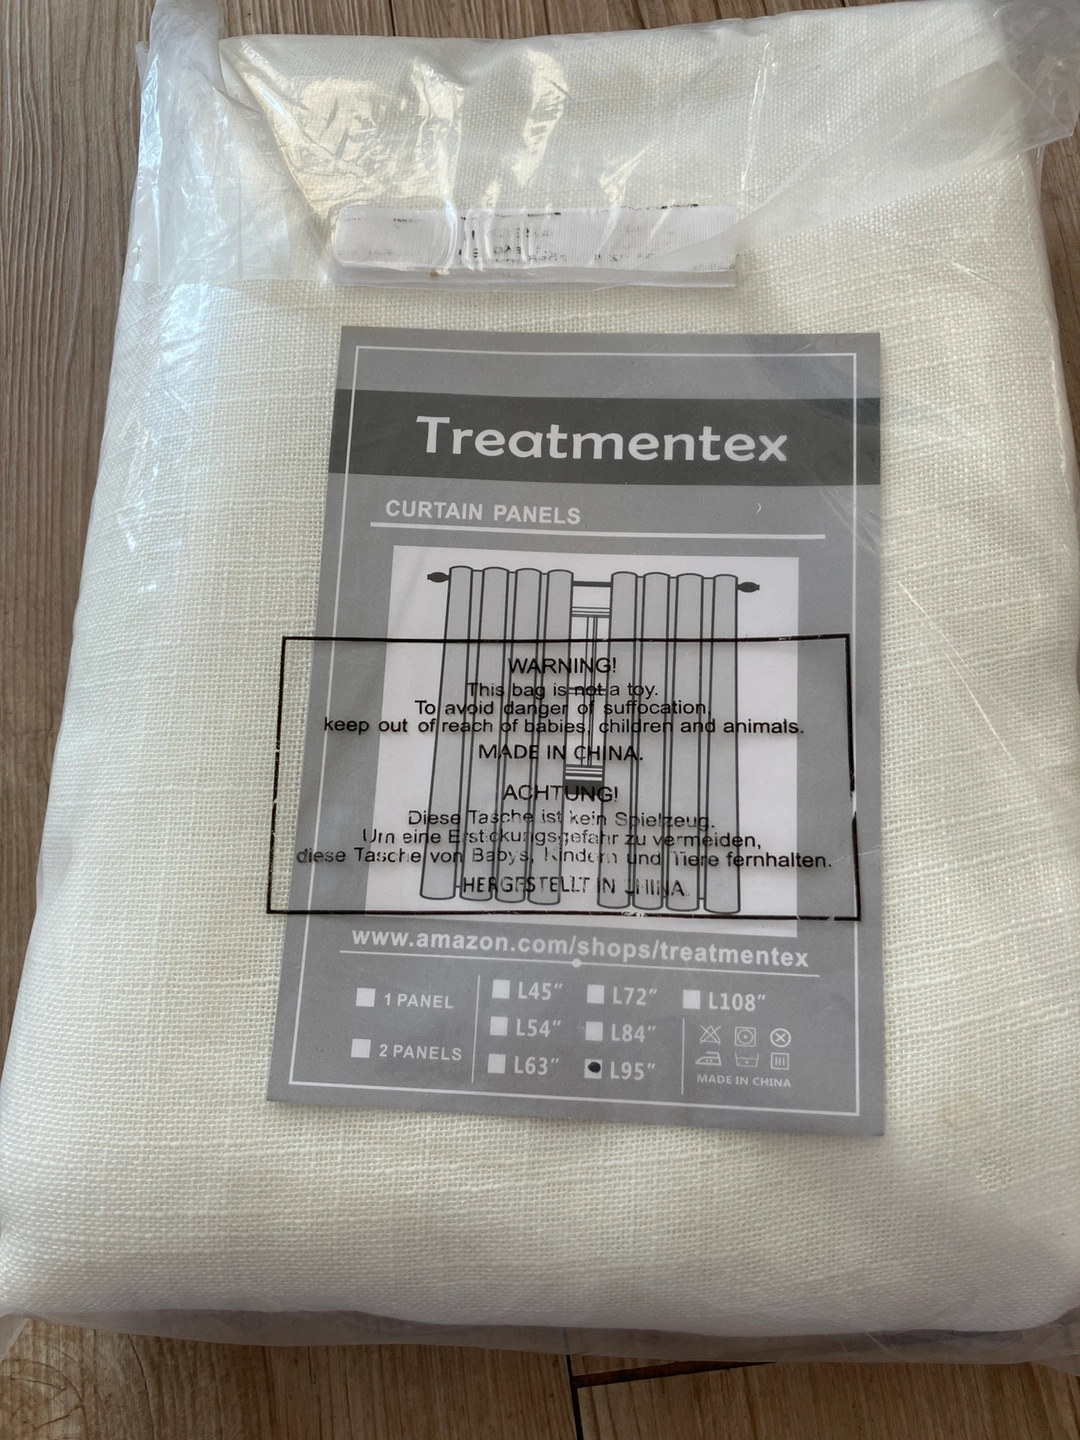 Treatmentex
CURTAIN PANELS
WARNING!
This bag is not a toy.
To avoid danger of suffocation,
keep out of reach of babies, children and animals.
MADE IN CHINA.
ACHTUNG!
Diese Tasche ist kein Spielzeug.
Um eine Erstickungsgefahr zu vermeiden,
diese Tasche von Babys, Kindern und Tiere fernhalten.
HERGESTELLT IN CHINA
www.amazon.com/shops/treatmentex
1 PANEL
2 PANELS
L45”
L54”
L63”
L72”
L84”
L95”
L108”
MADE IN CHINA